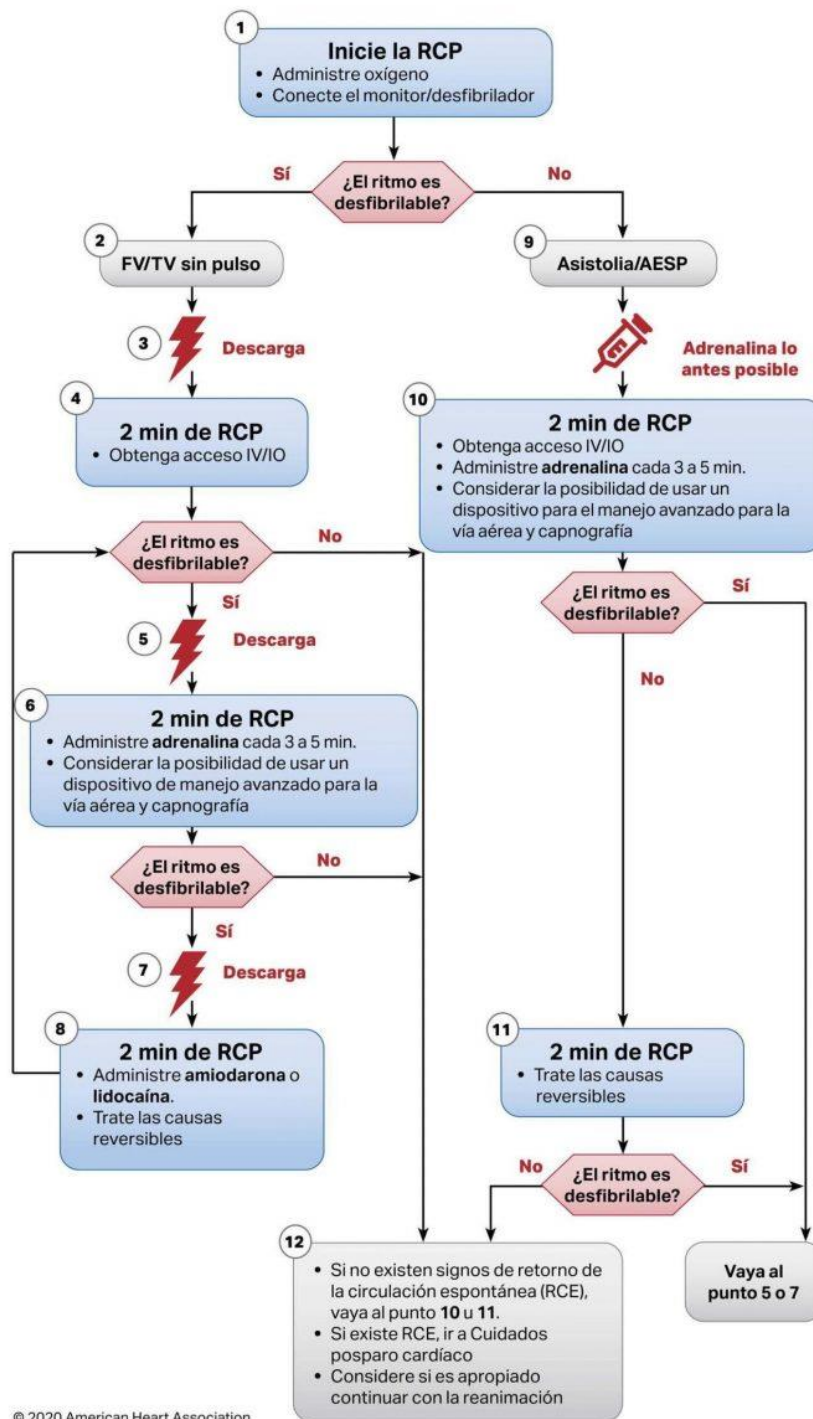 1
Inicie la RCP
• Administre oxígeno
• Conecte el monitor/desfibrilador
Sí
¿El ritmo es
desfibrilable?
No
2
FV/TV sin pulso
9
Asistolia/AESP
3
Descarga
Adrenalina lo
antes posible
4
2 min de RCP
• Obtenga acceso IV/IO
10
2 min de RCP
• Obtenga acceso IV/IO
• Administre adrenalina cada 3 a 5 min.
• Considerar la posibilidad de usar un
dispositivo para el manejo avanzado para la
vía aérea y capnografía
¿El ritmo es
desfibrilable?
No
Sí
¿El ritmo es
desfibrilable?
Sí
No
5
Descarga
6
2 min de RCP
• Administre adrenalina cada 3 a 5 min.
• Considerar la posibilidad de usar un
dispositivo de manejo avanzado para la
vía aérea y capnografía
¿El ritmo es
desfibrilable?
No
Sí
7
Descarga
8
2 min de RCP
• Administre amiodarona o
lidocaína.
• Trate las causas
reversibles
11
2 min de RCP
• Trate las causas
reversibles
No
¿El ritmo es
desfibrilable?
Sí
12
• Si no existen signos de retorno de
la circulación espontánea (RCE),
vaya al punto 10 u 11.
• Si existe RCE, ir a Cuidados
posparo cardíaco
• Considere si es apropiado
continuar con la reanimación
Vaya al
punto 5 o 7
© 2020 American Heart Association